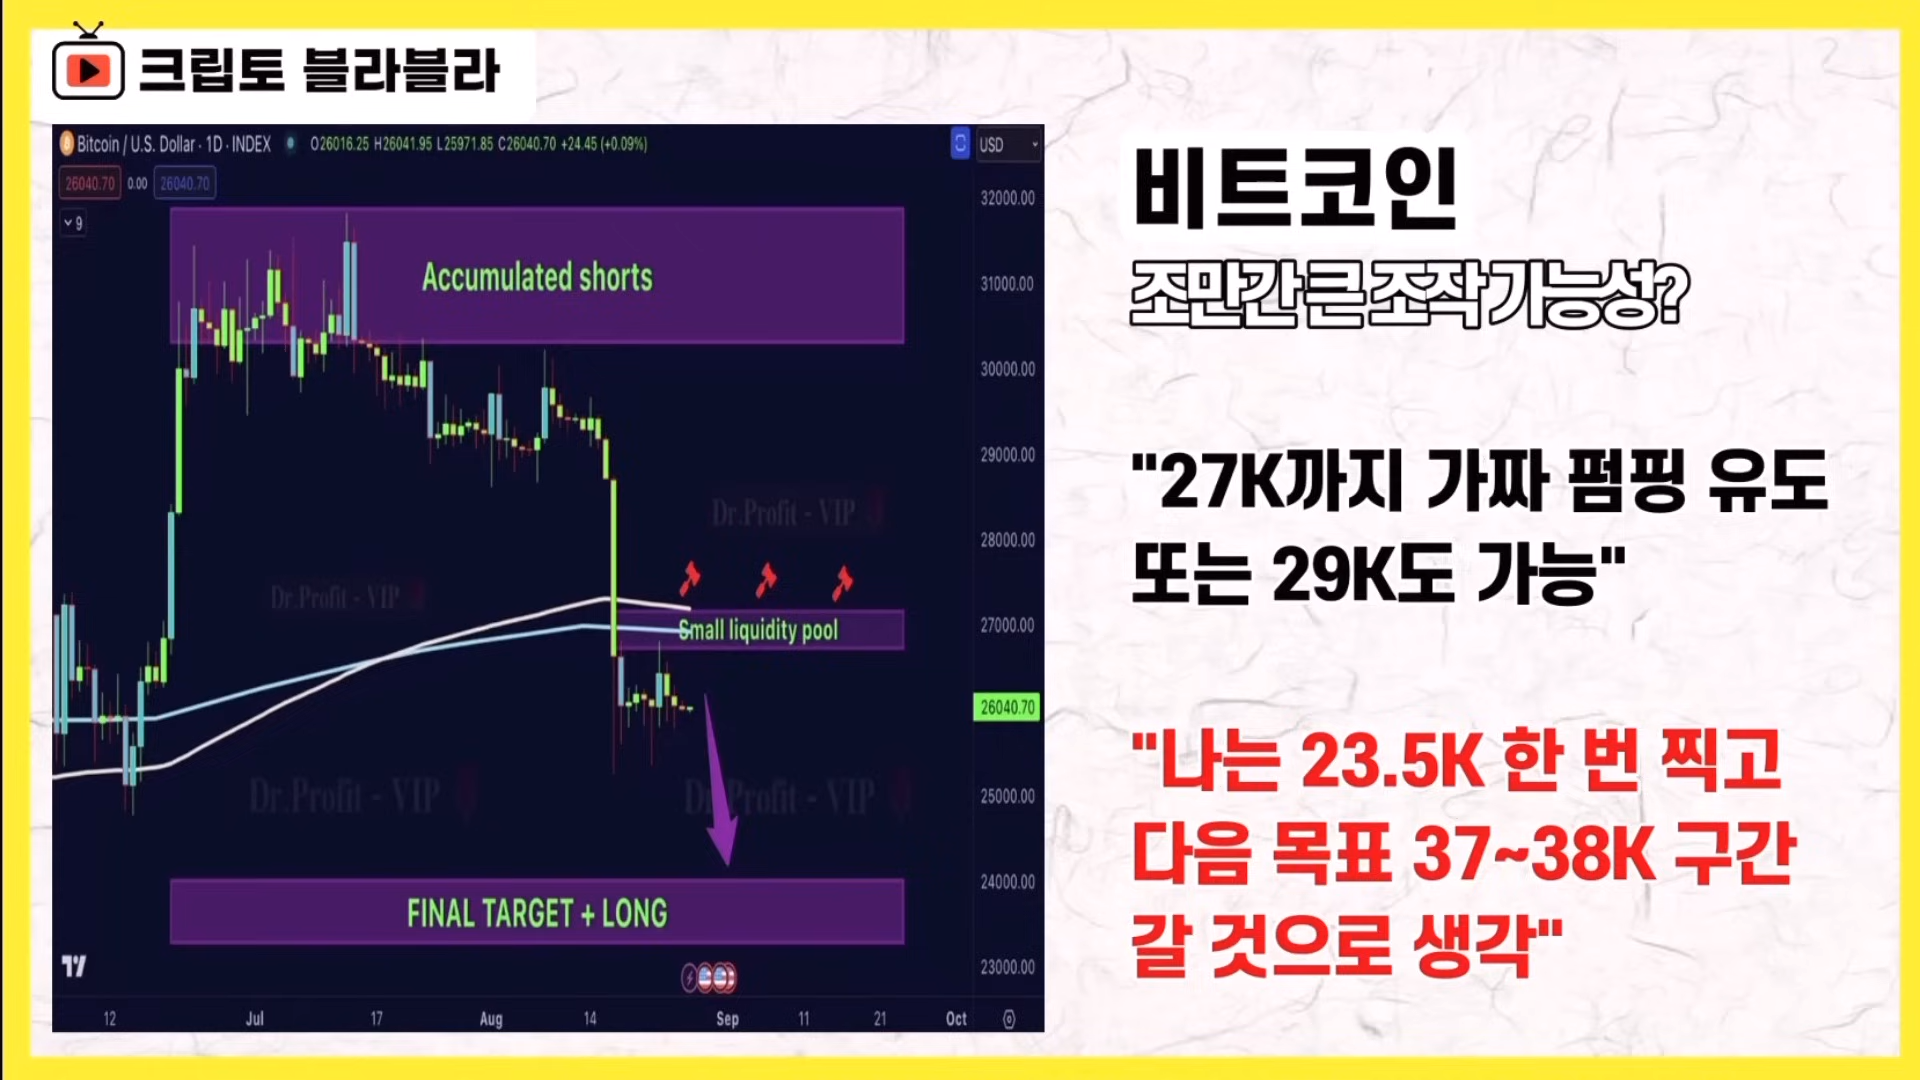 크립토 블라블라
Bitcoin / U.S. Dollar · 1D · INDEX O26016.25 H26041.95 L25971.85 C26040.70 +24.45 (+0.09%)
USD
26040.70 0.00 26040.70
9
Accumulated shorts
Small liquidity pool
FINAL TARGET + LONG
Dr.Profit - VIP
Dr.Profit - VIP
Dr.Profit - VIP
Dr.Profit - VIP
32000.00
31000.00
30000.00
29000.00
28000.00
27000.00
26040.70
25000.00
24000.00
23000.00
12 Jul 17 Aug 14 Sep 11 21 Oct
비트코인
조만간 큰 조작 가능성?
"27K까지 가짜 펌핑 유도
또는 29K도 가능"
"나는 23.5K 한 번 찍고
다음 목표 37~38K 구간
갈 것으로 생각"